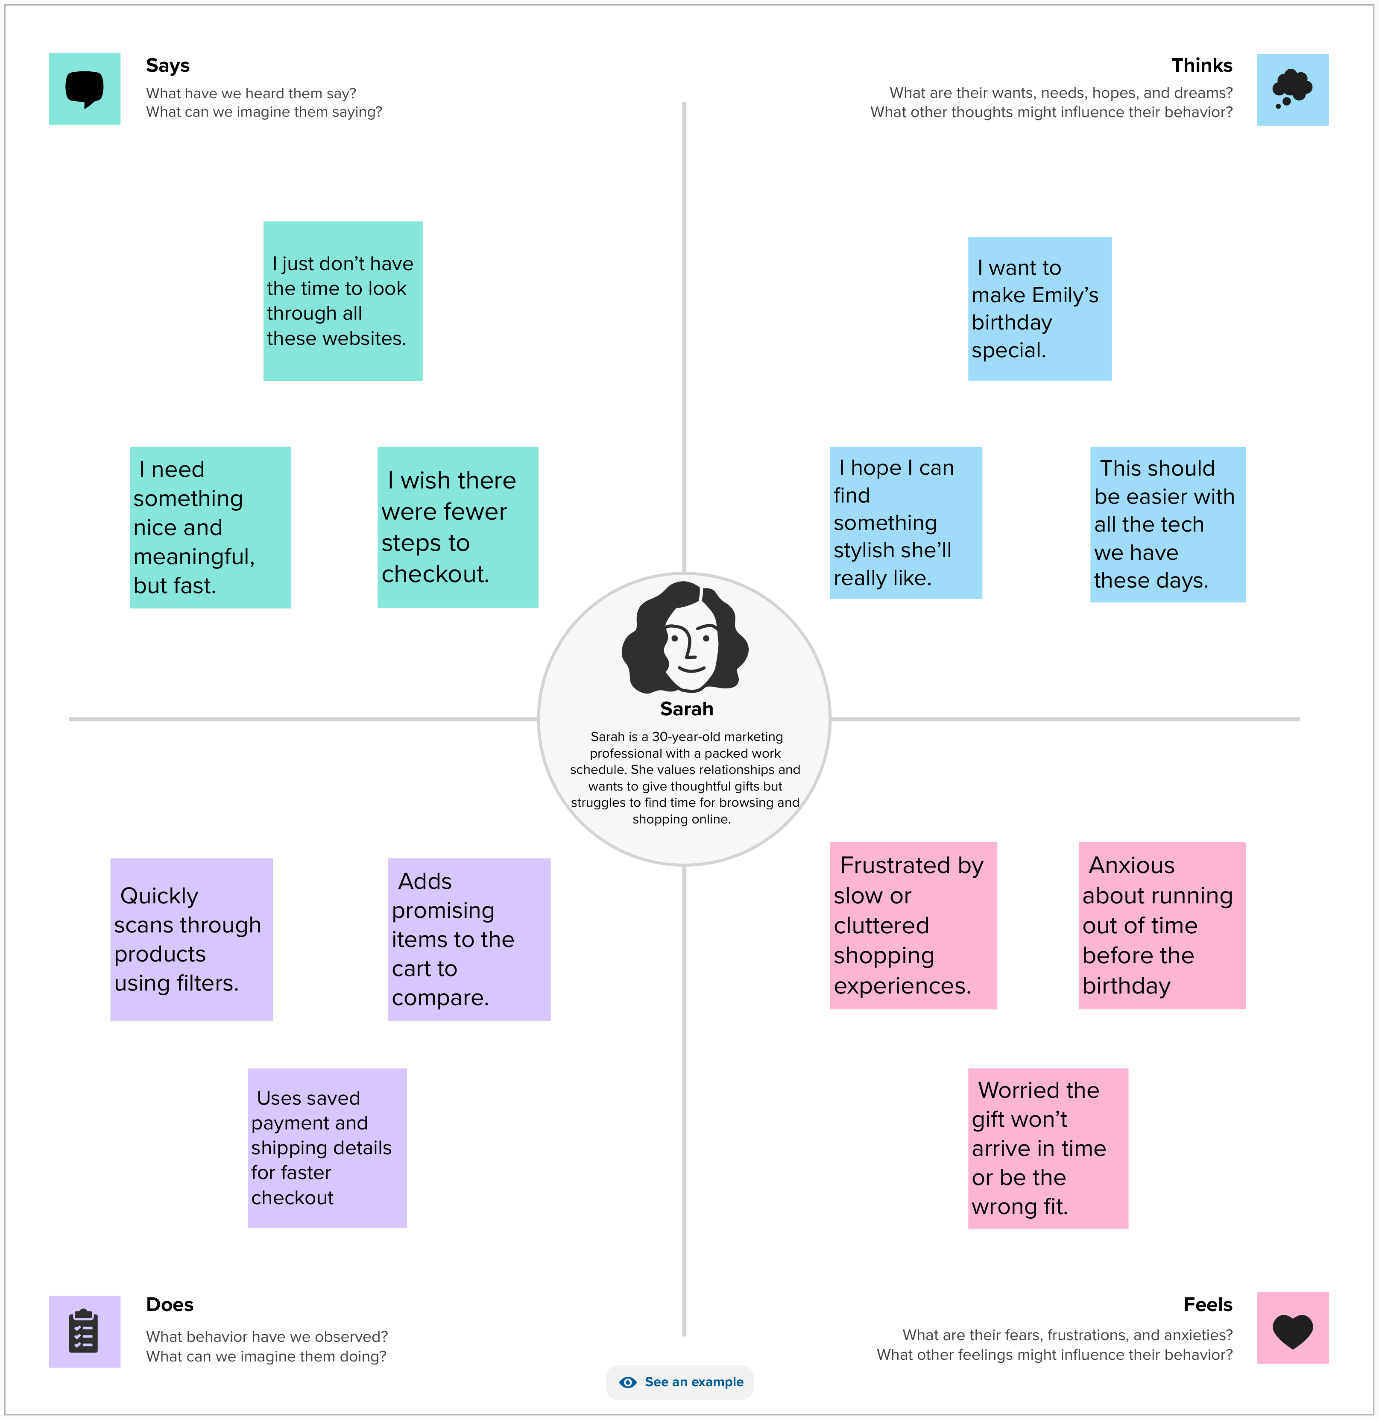 Says
What have we heard them say?
What can we imagine them saying?
Thinks
What are their wants, needs, hopes, and dreams?
What other thoughts might influence their behavior?
I just don’t have
the time to look
through all
these websites.
I need
something
nice and
meaningful,
but fast.
I wish there
were fewer
steps to
checkout.
I want to
make Emily’s
birthday
special.
I hope I can
find
something
stylish she’ll
really like.
This should
be easier with
all the tech
we have
these days.
Sarah
Sarah is a 30-year-old marketing
professional with a packed work
schedule. She values relationships and
wants to give thoughtful gifts but
struggles to find time for browsing and
shopping online.
Quickly
scans through
products
using filters.
Adds
promising
items to the
cart to
compare.
Uses saved
payment and
shipping details
for faster
checkout
Frustrated by
slow or
cluttered
shopping
experiences.
Anxious
about running
out of time
before the
birthday
Worried the
gift won’t
arrive in time
or be the
wrong fit.
Does
What behavior have we observed?
What can we imagine them doing?
Feels
What are their fears, frustrations, and anxieties?
What other feelings might influence their behavior?
See an example